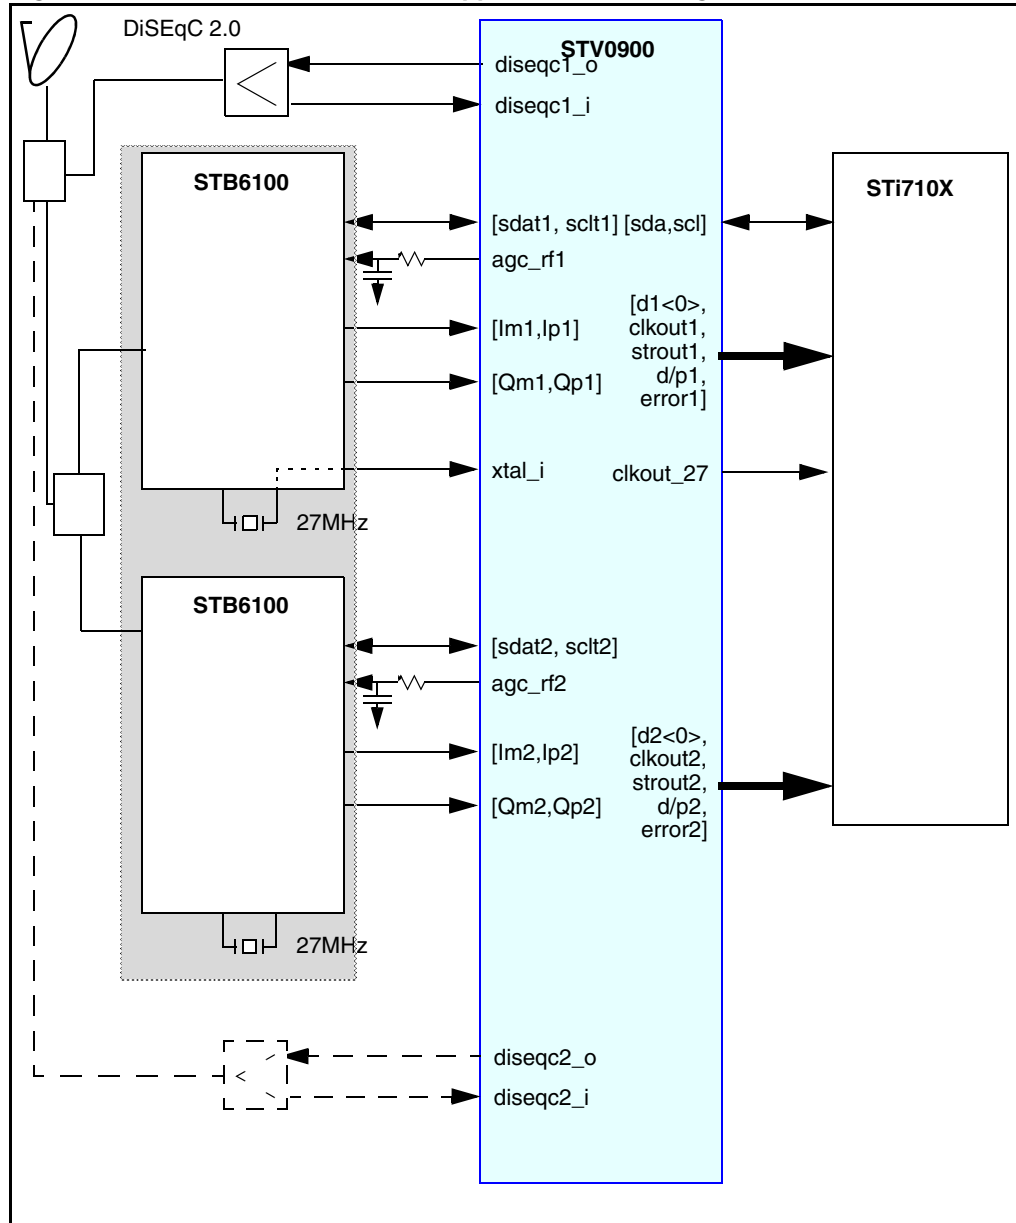 DiSEqC 2.0
STV0900
diseqc1_o
diseqc1_i
STB6100
STi710X
[sdat1, sclt1] [sda,scl]
agc_rf1
[Im1,Ip1]
[d1<0>,
clkout1,
strout1,
d/p1,
error1]
[Qm1,Qp1]
xtal_i
clkout_27
27MHz
STB6100
[sdat2, sclt2]
agc_rf2
[Im2,Ip2]
[d2<0>,
clkout2,
strout2,
d/p2,
error2]
[Qm2,Qp2]
27MHz
diseqc2_o
diseqc2_i